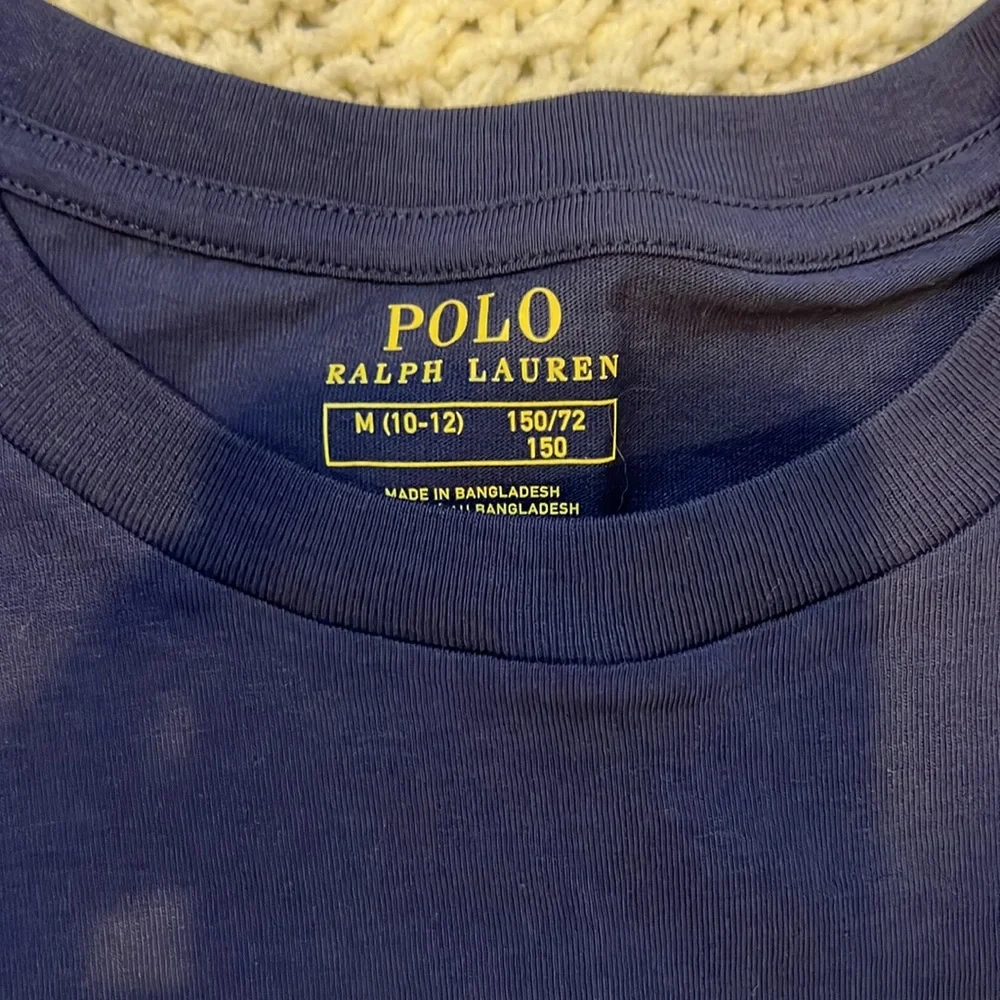 POLO
RALPH LAUREN
M (10-12) 150/72
150
MADE IN BANGLADESH
BANGLADESH